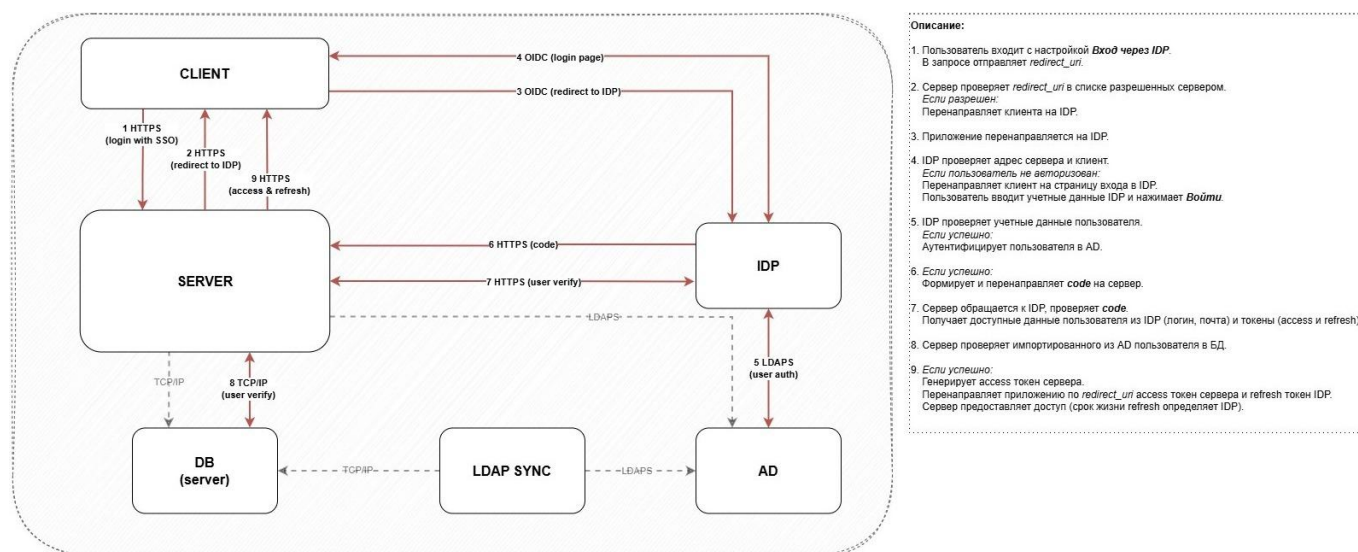 CLIENT
4 OIDC (login page)
3 OIDC (redirect to IDP)
1 HTTPS
(login with SSO)
2 HTTPS
(redirect to IDP)
9 HTTPS
(access & refresh)
SERVER
6 HTTPS (code)
7 HTTPS (user verify)
IDP
LDAPS
TCP/IP
8 TCP/IP
(user verify)
5 LDAPS
(user auth)
DB
(server)
TCP/IP
LDAP SYNC
LDAPS
AD
Описание:
1. Пользователь входит с настройкой Вход через IDP.
В запросе отправляет redirect_uri.
2. Сервер проверяет redirect_uri в списке разрешенных сервером.
Если разрешен:
Перенаправляет клиента на IDP.
3. Приложение перенаправляется на IDP.
4. IDP проверяет адрес сервера и клиент.
Если пользователь не авторизован:
Перенаправляет клиент на страницу входа в IDP.
Пользователь вводит учетные данные IDP и нажимает Войти.
5. IDP проверяет учетные данные пользователя.
Если успешно:
Аутентифицирует пользователя в AD.
6. Если успешно:
Формирует и перенаправляет code на сервер.
7. Сервер обращается к IDP, проверяет code.
Получает доступные данные пользователя из IDP (логин, почта) и токены (access и refresh)
8. Сервер проверяет импортированного из AD пользователя в БД.
9. Если успешно:
Генерирует access токен сервера.
Перенаправляет приложению по redirect_uri access токен сервера и refresh токен IDP.
Сервер предоставляет доступ (срок жизни refresh определяет IDP).